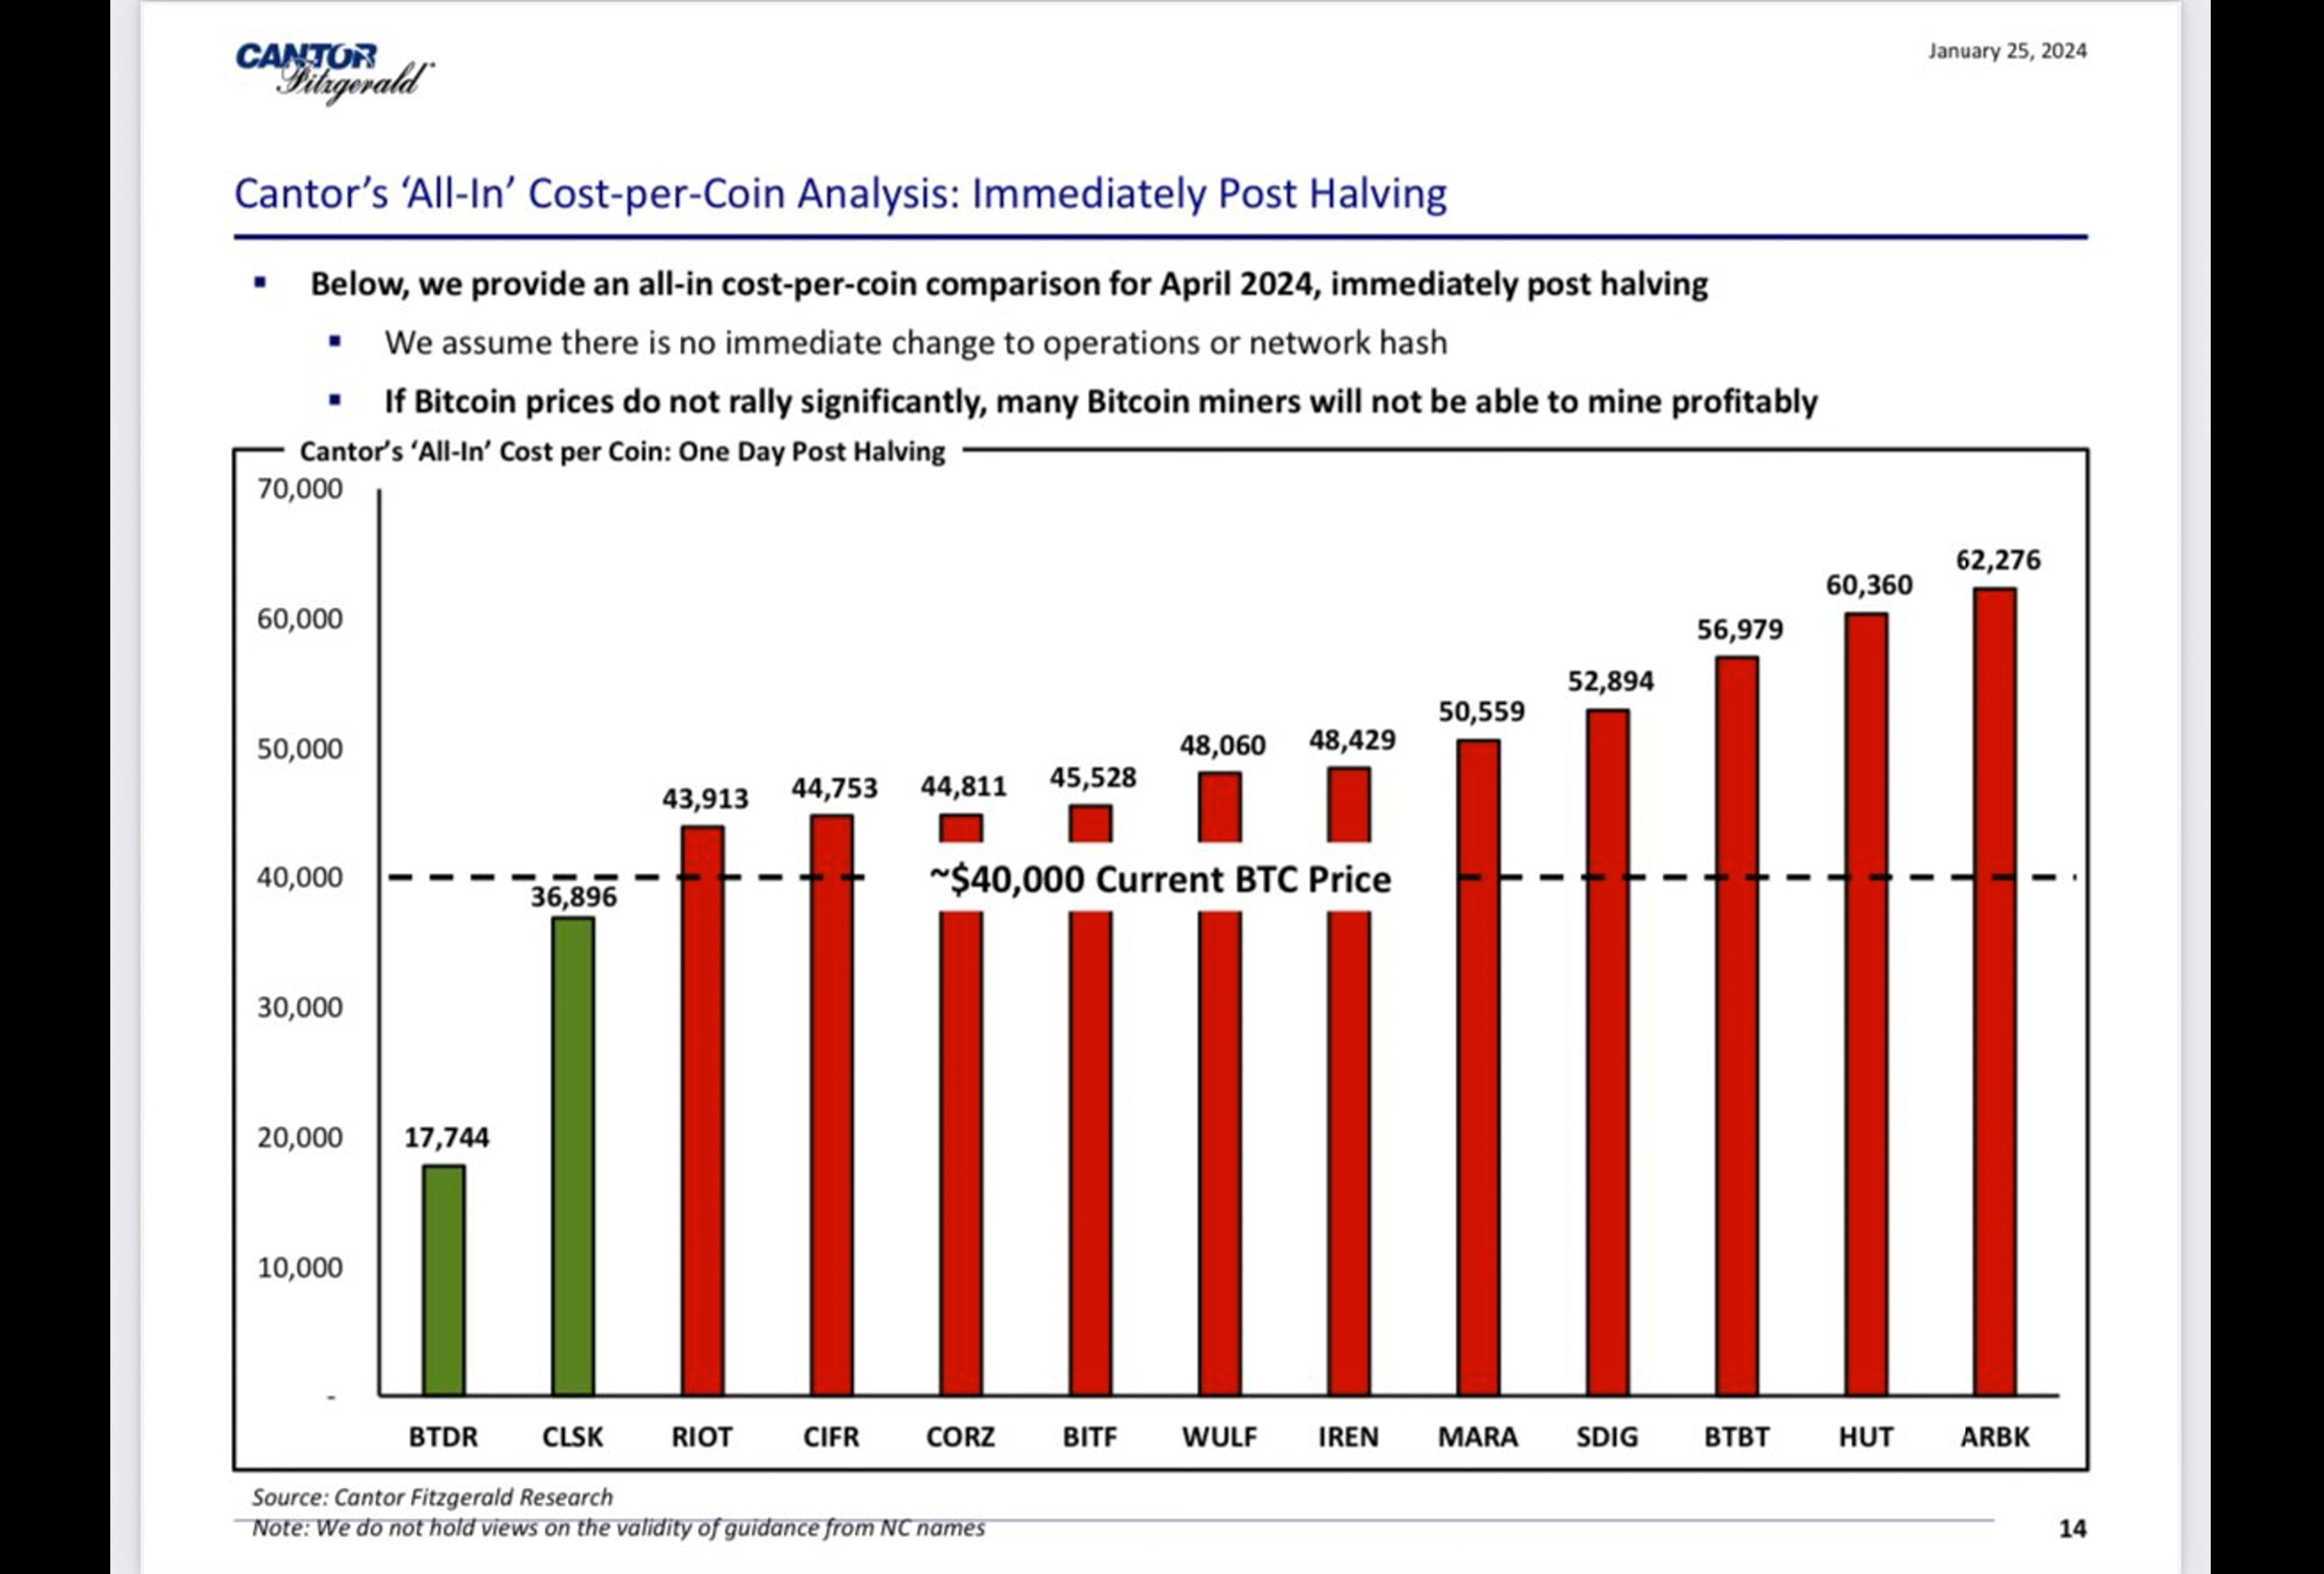 CANTOR
Fitzgerald
January 25, 2024
Cantor’s ‘All-In’ Cost-per-Coin Analysis: Immediately Post Halving
▪ Below, we provide an all-in cost-per-coin comparison for April 2024, immediately post halving
▪ We assume there is no immediate change to operations or network hash
▪ If Bitcoin prices do not rally significantly, many Bitcoin miners will not be able to mine profitably
Cantor’s ‘All-In’ Cost per Coin: One Day Post Halving
70,000
60,000
50,000
40,000
30,000
20,000
10,000
-
17,744
36,896
43,913
44,753
44,811
45,528
48,060
48,429
50,559
52,894
56,979
60,360
62,276
~$40,000 Current BTC Price
BTDR CLSK RIOT CIFR CORZ BITF WULF IREN MARA SDIG BTBT HUT ARBK
Source: Cantor Fitzgerald Research
Note: We do not hold views on the validity of guidance from NC names
14